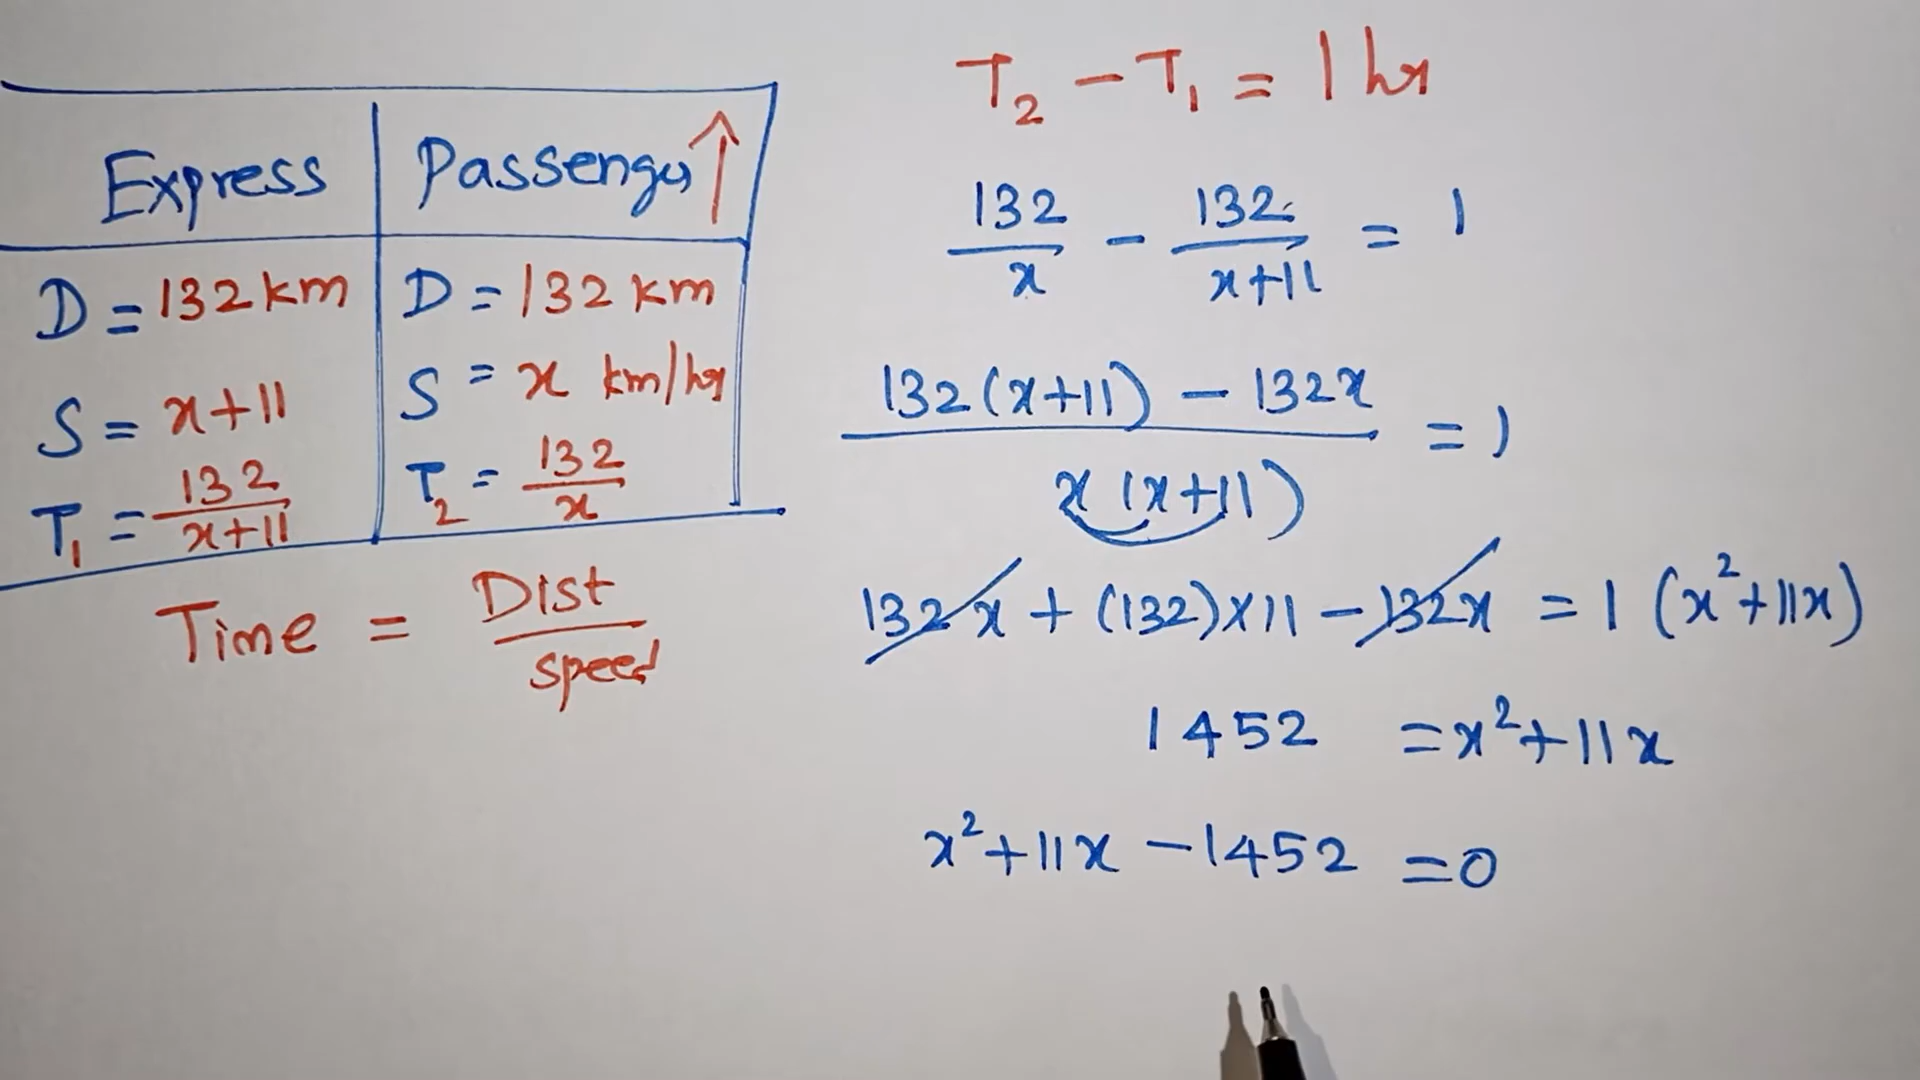 Express Passenger ↑
D = 132 km D = 132 km
S = x+11 S = x km/hr
T₁ = 132/(x+11) T₂ = 132/x
Time = Dist/speed
T₂ - T₁ = 1 hr
132/x - 132/(x+11) = 1
(132(x+11) - 132x)/(x(x+11)) = 1
132x + (132)×11 - 132x = 1 (x²+11x)
1452 = x²+11x
x²+11x - 1452 = 0